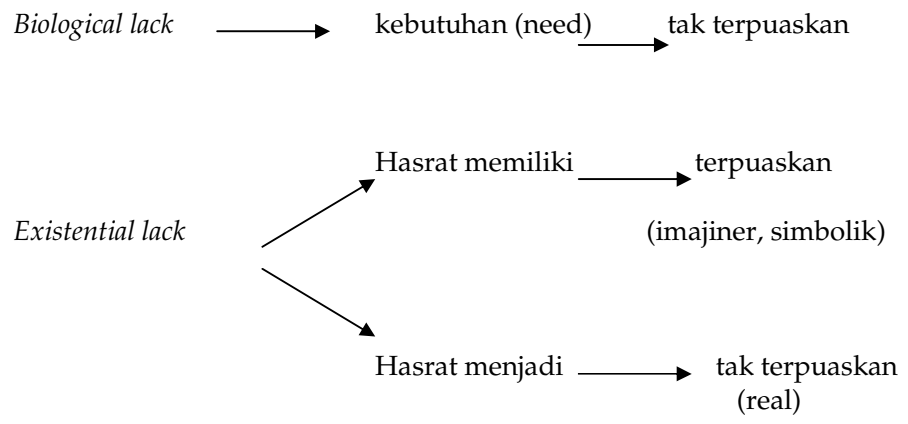 Biological lack kebutuhan (need) tak terpuaskan
Hasrat memiliki terpuaskan
Existential lack (imajiner, simbolik)
Hasrat menjadi tak terpuaskan
(real)